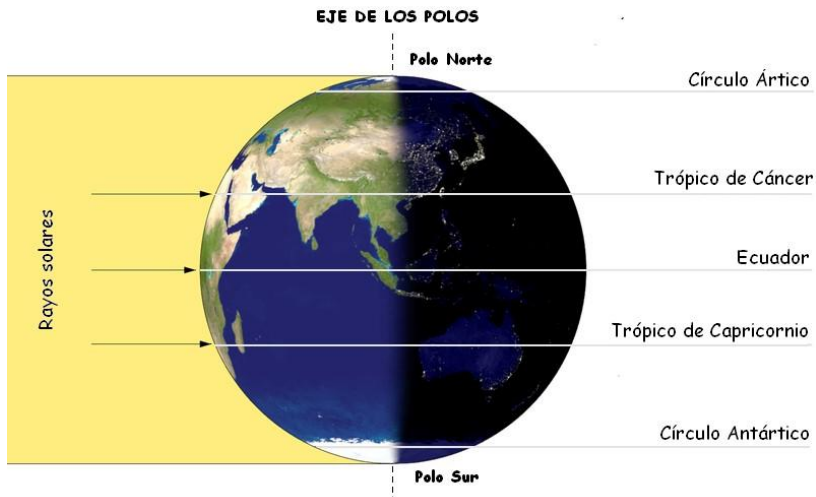 EJE DE LOS POLOS
Polo Norte
Círculo Ártico
Trópico de Cáncer
Rayos solares
Ecuador
Trópico de Capricornio
Círculo Antártico
Polo Sur